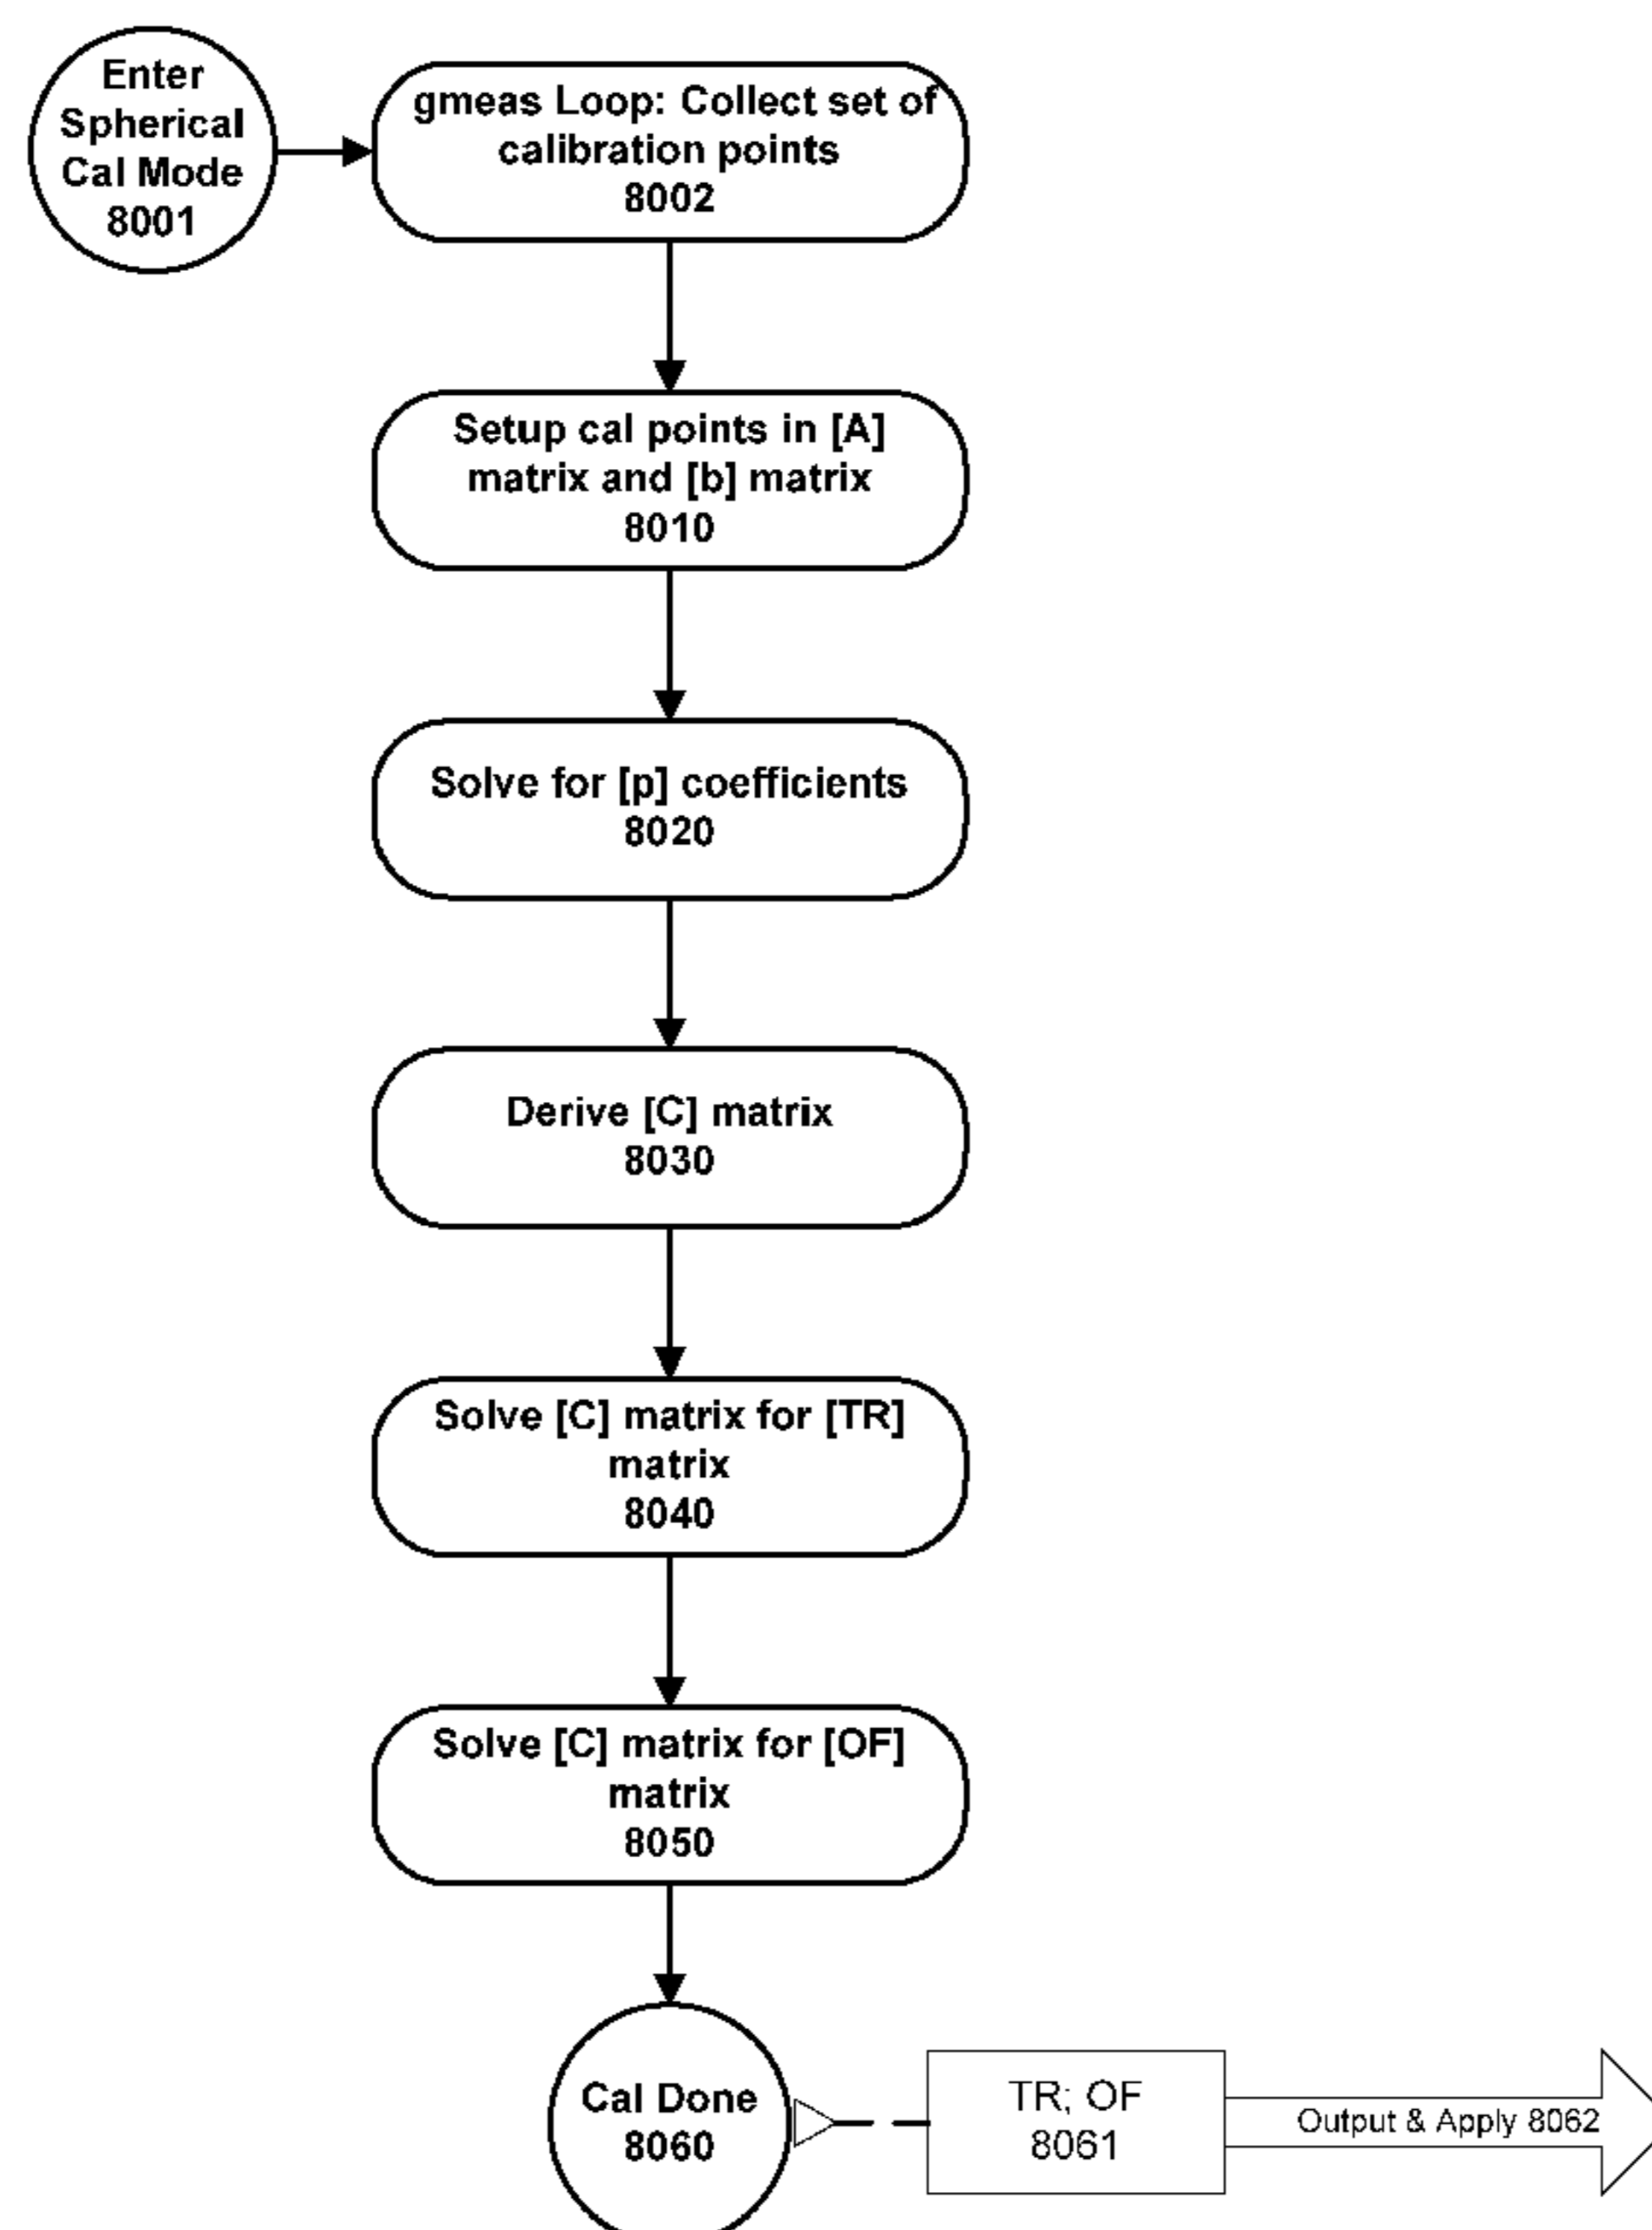 Enter
Spherical
Cal Mode
8001
gmeas Loop: Collect set of
calibration points
8002
Setup cal points in [A]
matrix and [b] matrix
8010
Solve for [p] coefficients
8020
Derive [C] matrix
8030
Solve [C] matrix for [TR]
matrix
8040
Solve [C] matrix for [OF]
matrix
8050
Cal Done
8060
TR; OF
8061
Output & Apply 8062